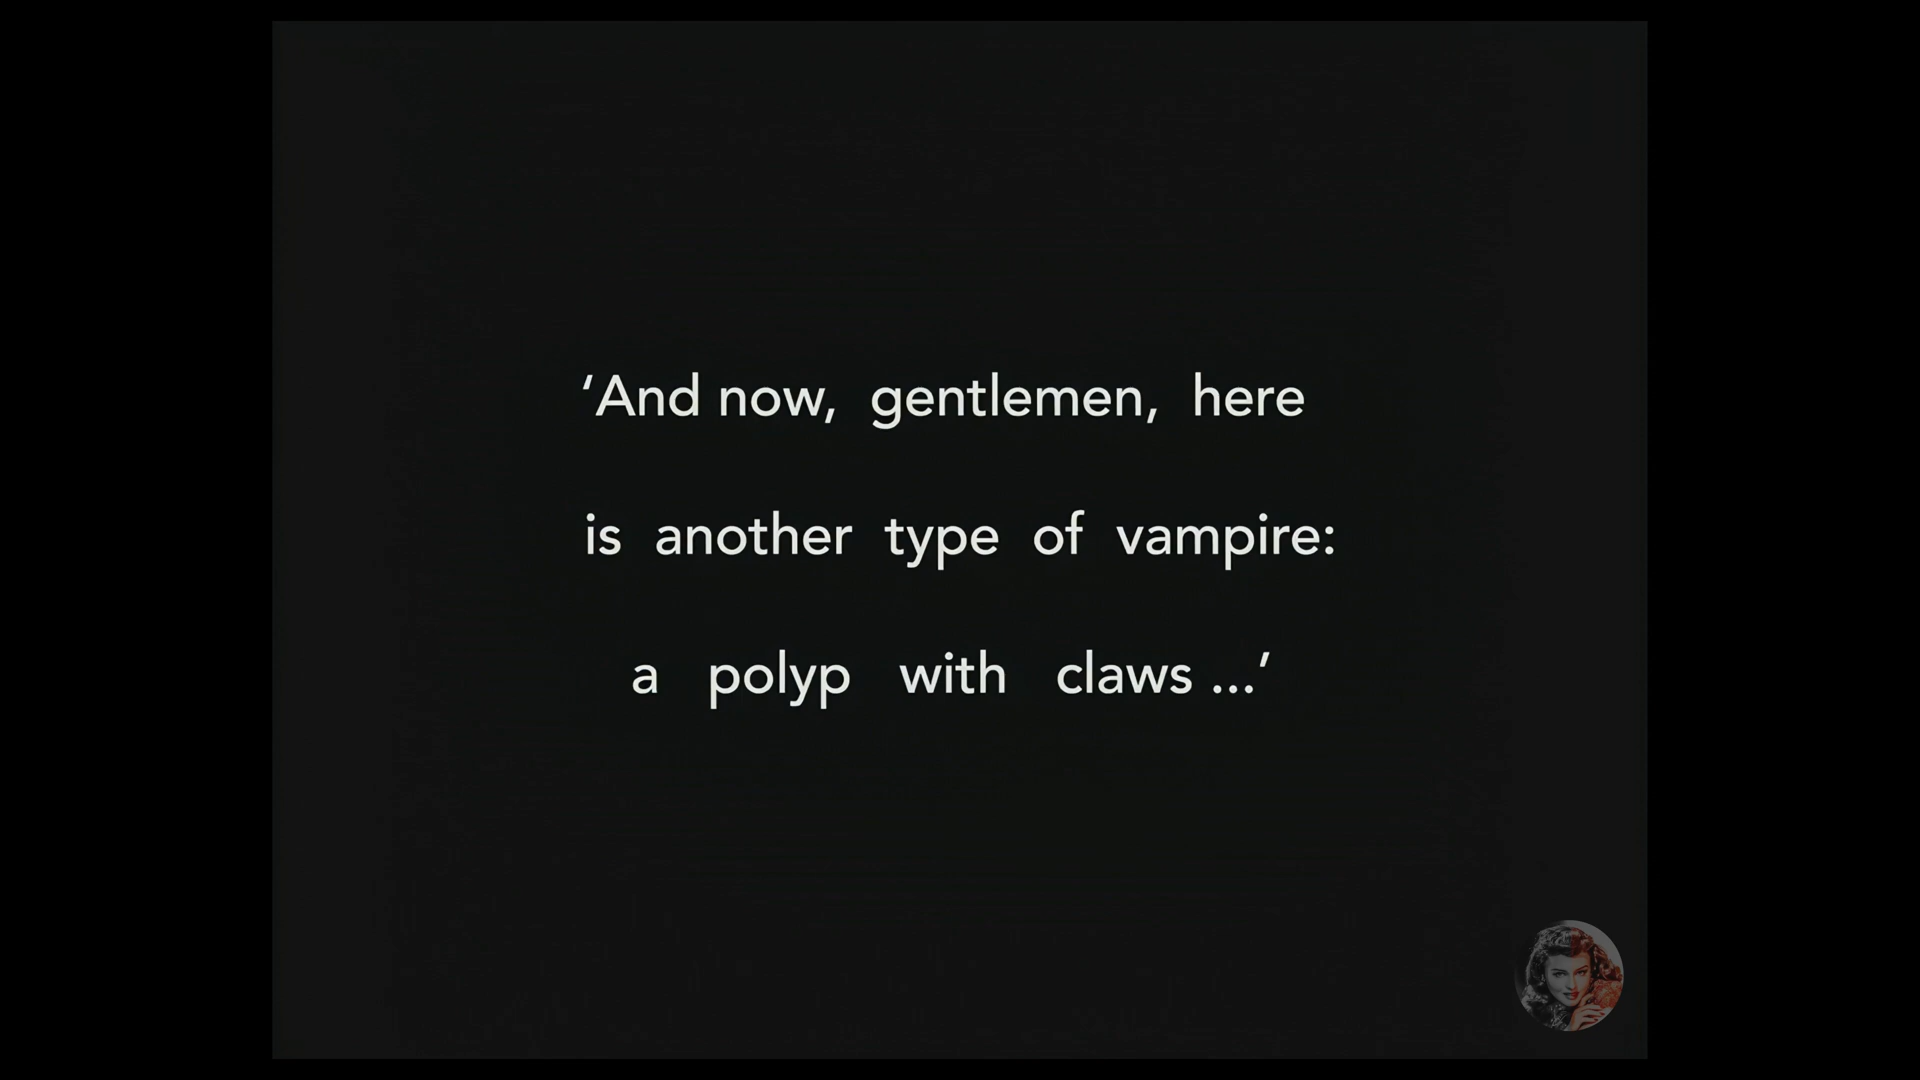 ‘And now, gentlemen, here
is another type of vampire:
a polyp with claws ...’